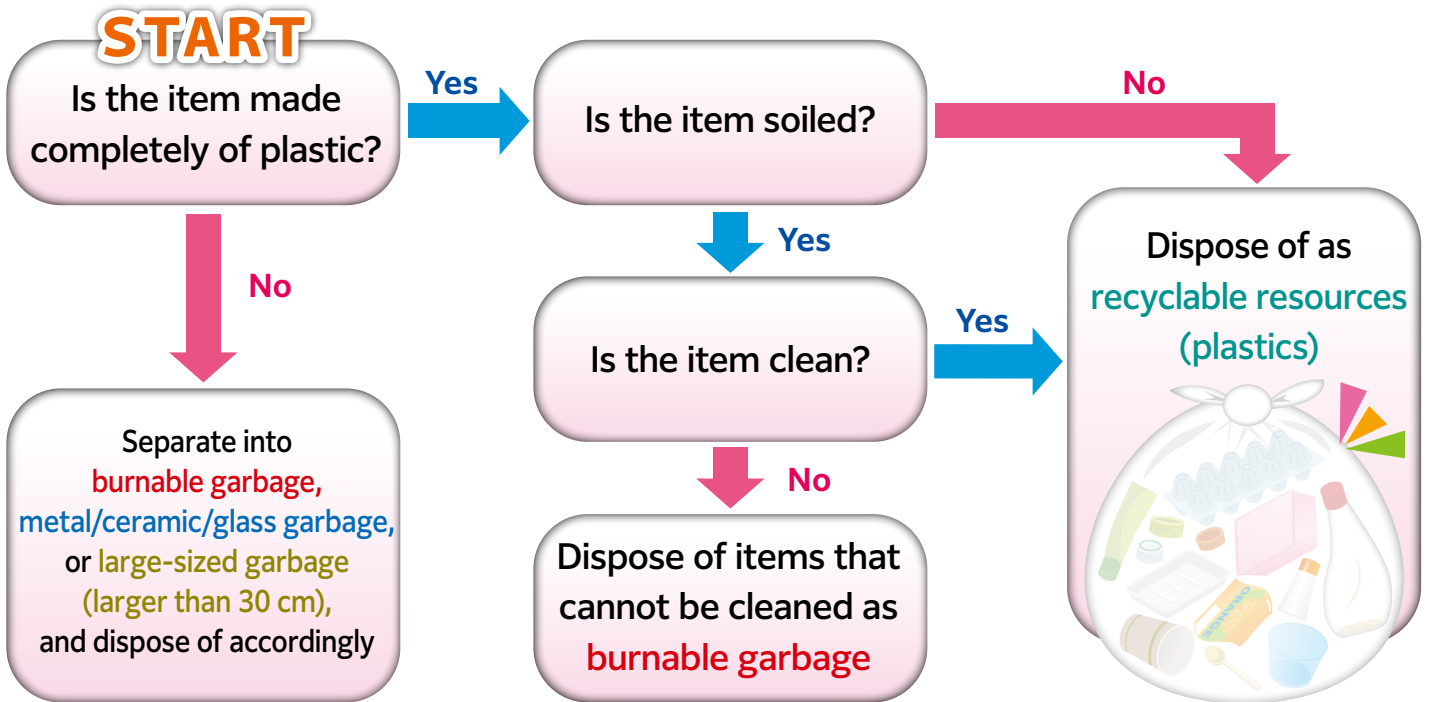 START
Is the item made
completely of plastic?
Yes
Is the item soiled?
No
No
Yes
Is the item clean?
Yes
Dispose of as
recyclable resources
(plastics)
Separate into
burnable garbage,
metal/ceramic/glass garbage,
or large-sized garbage
(larger than 30 cm),
and dispose of accordingly
No
Dispose of items that
cannot be cleaned as
burnable garbage
ORANGE